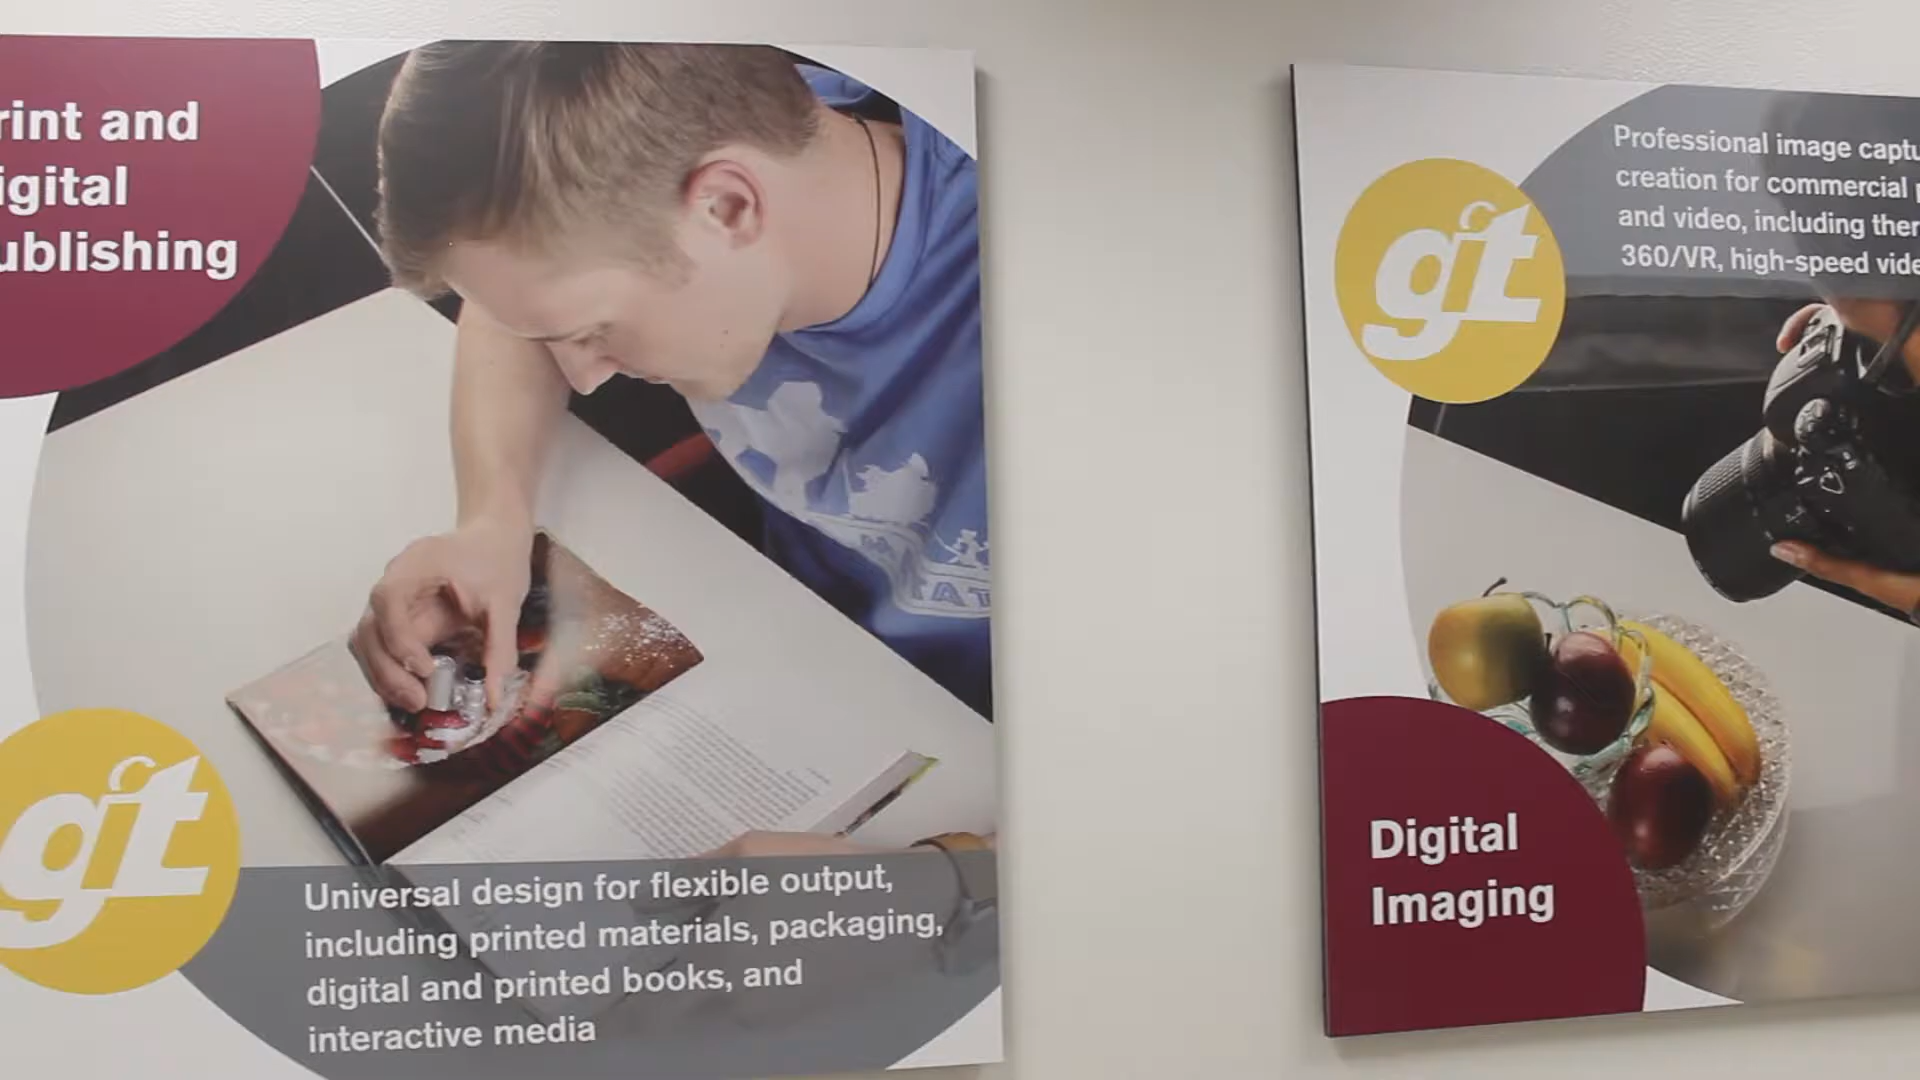 rint and
igital
ublishing
git
Universal design for flexible output,
including printed materials, packaging,
digital and printed books, and
interactive media
Professional image captu
creation for commercial
and video, including ther
360/VR, high-speed vide
git
Digital
Imaging